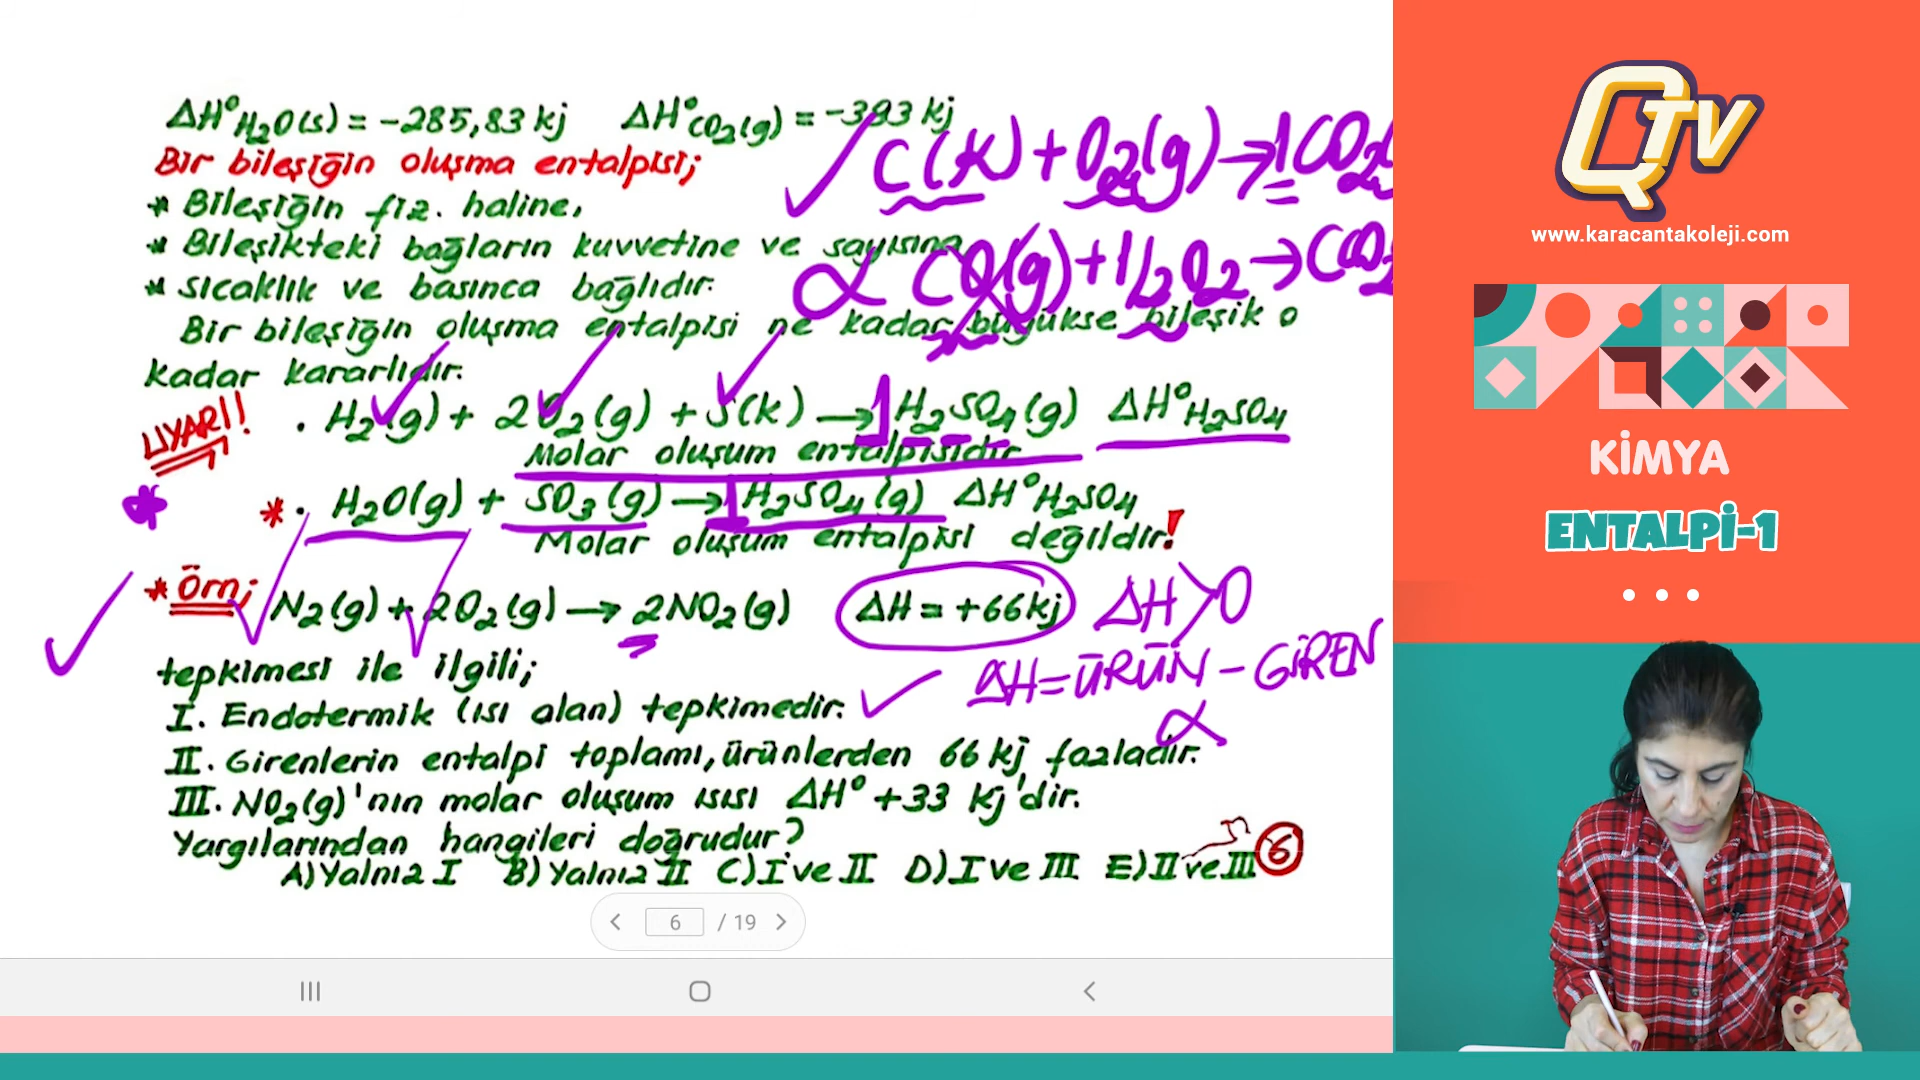 ΔH°H₂O(s) = -285,83 kj ΔH°CO₂(g) = -393 kj
C(k) + O₂(g) → 1CO₂(
Bir bileşiğin oluşma entalpisi;
* Bileşiğin fiz. haline,
* Bileşikteki bağların kuvvetine ve sayısına
CO(g) + 1/2O₂ → CO₂
* sıcaklık ve basınca bağlıdır.
Bir bileşiğin oluşma entalpisi ne kadar büyükse bileşik o
kadar kararlıdır.
UYARI!
. H₂(g) + 2O₂(g) + S(k) → 1H₂SO₄(g) ΔH°H₂SO₄
Molar oluşum entalpisidir
* . H₂O(g) + SO₃(g) → 1H₂SO₄(g) ΔH°H₂SO₄
Molar oluşum entalpisi değildir!
* Örn;
N₂(g) + 2O₂(g) → 2NO₂(g) ΔH = +66kj ΔH>0
ΔH = ÜRÜN - GİREN
tepkimesi ile ilgili;
I. Endotermik (ısı alan) tepkimedir.
II. Girenlerin entalpi toplamı, ürünlerden 66 kj fazladır.
III. NO₂(g)'nın molar oluşum ısısı ΔH° +33 kj'dir.
Yargılarından hangileri doğrudur?
A) Yalnız I B) Yalnız II C) I ve II D) I ve III E) II ve III
6
6 / 19
QTV
www.karacantakoleji.com
KİMYA
ENTALPİ-1